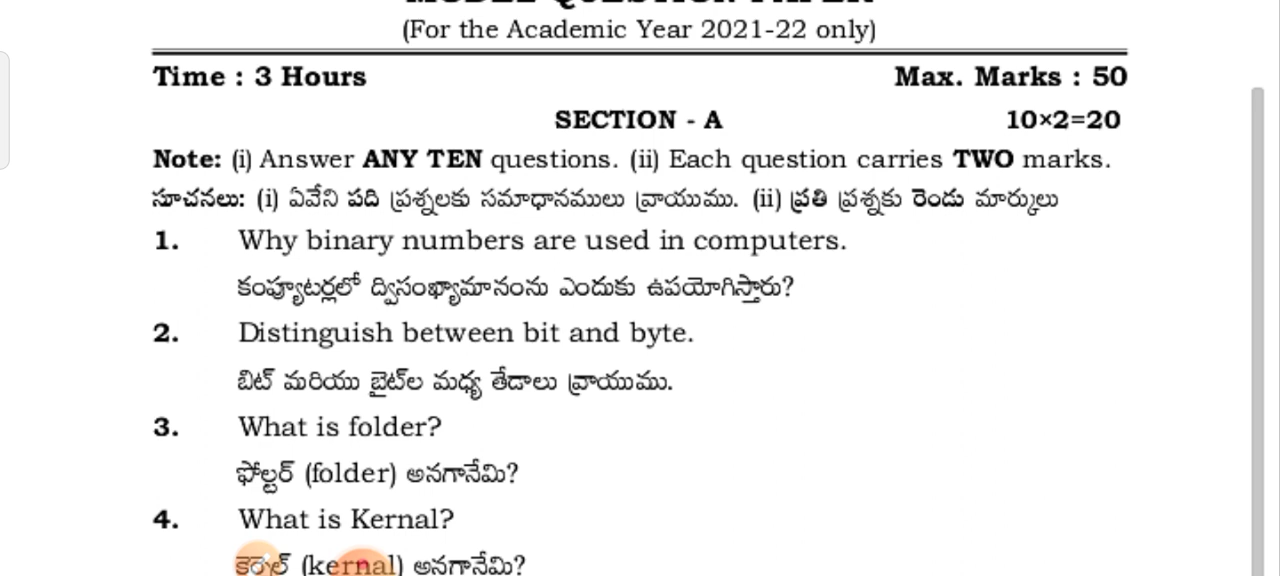 MODEL QUESTION PAPER
(For the Academic Year 2021-22 only)
Time : 3 Hours Max. Marks : 50
SECTION - A 10×2=20
Note: (i) Answer ANY TEN questions. (ii) Each question carries TWO marks.
సూచనలు: (i) ఏవేని పది ప్రశ్నలకు సమాధానములు వ్రాయుము. (ii) ప్రతి ప్రశ్నకు రెండు మార్కులు
1. Why binary numbers are used in computers.
కంప్యూటర్లలో ద్విసంఖ్యామానంను ఎందుకు ఉపయోగిస్తారు?
2. Distinguish between bit and byte.
బిట్ మరియు బైట్‌ల మధ్య తేడాలు వ్రాయుము.
3. What is folder?
ఫోల్డర్ (folder) అనగానేమి?
4. What is Kernal?
కెర్నల్ (kernal) అనగానేమి?